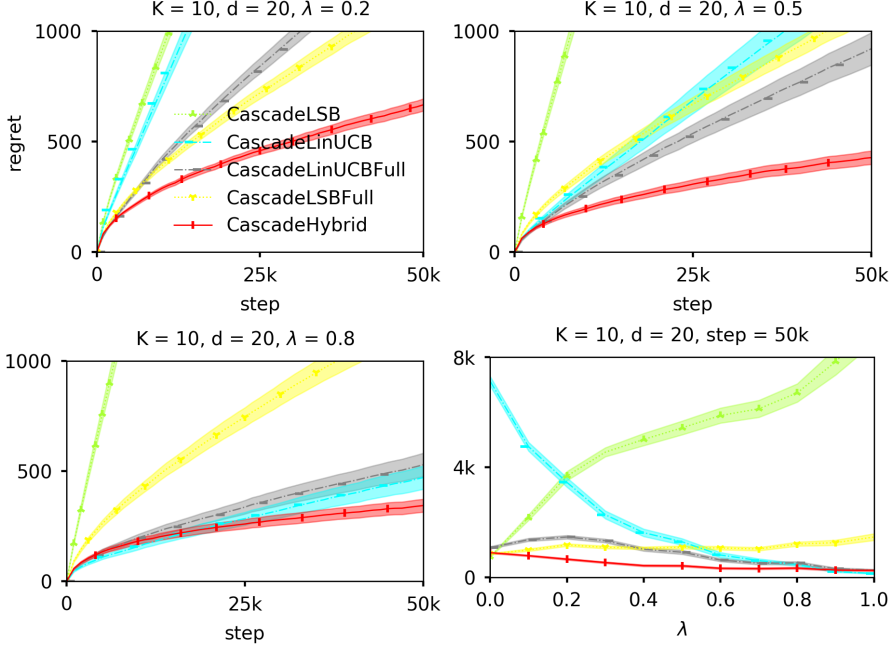 K = 10, d = 20, λ = 0.2
1000
500
0
regret
0
25k
50k
step
CascadeLSB
CascadeLinUCB
CascadeLinUCBFull
CascadeLSBFull
CascadeHybrid
K = 10, d = 20, λ = 0.5
1000
500
0
0
25k
50k
step
K = 10, d = 20, λ = 0.8
1000
500
0
0
25k
50k
step
K = 10, d = 20, step = 50k
8k
4k
0
0.0
0.2
0.4
0.6
0.8
1.0
λ